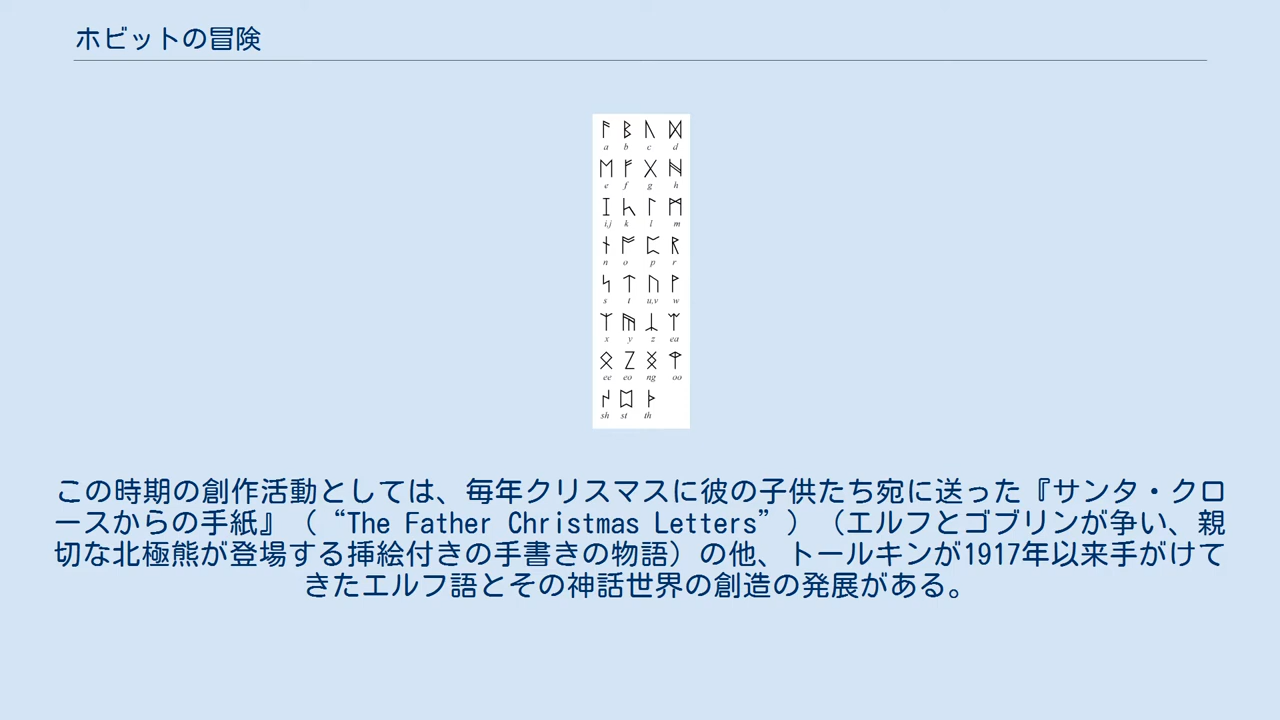 ホビットの冒険
ᚪ ᛒ ᚳ ᛞ
a b c d
ᛖ ᚠ ᚷ ᚻ
e f g h
ᛁ ᛱ ᛚ ᛗ
i,j k l m
ᚾ ᚩ ᛈ ᚱ
n o p r
ᛋ ᛏ ᚢ ᚹ
s t u,v w
ᛉ ᚣ ᛣ ᛠ
x y z ea
ᛟ ᛇ ᛝ ᛳ
ee eo ng oo
ᛲ ᛥ ᚦ
sh st th
この時期の創作活動としては、毎年クリスマスに彼の子供たち宛に送った『サンタ・クロ
ースからの手紙』（“The Father Christmas Letters”）（エルフとゴブリンが争い、親
切な北極熊が登場する挿絵付きの手書きの物語）の他、トールキンが1917年以来手がけて
きたエルフ語とその神話世界の創造の発展がある。